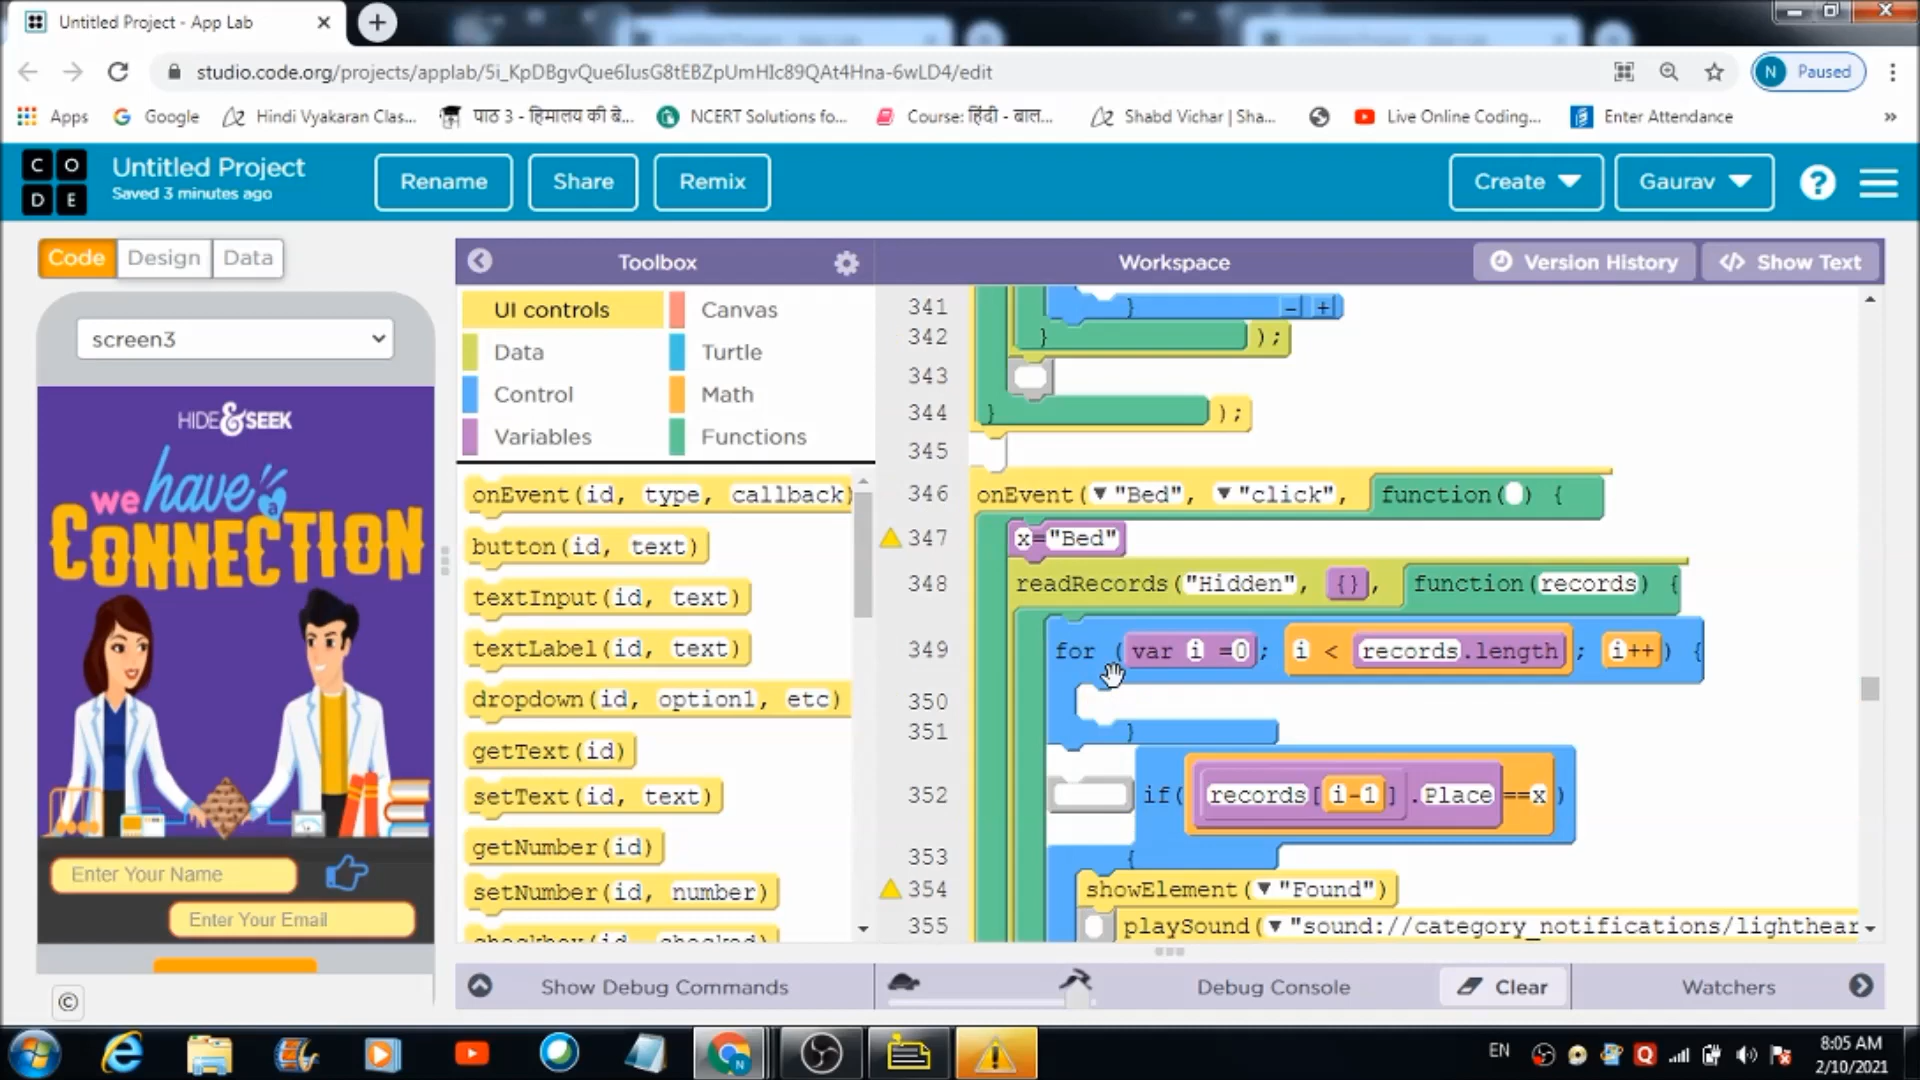 Untitled Project - App Lab
studio.code.org/projects/applab/5i_KpDBgvQue6IusG8tEBZpUmHIc89QAt4Hna-6wLD4/edit
N Paused
Apps Google Hindi Vyakaran Clas... पाठ 3 - हिमालय की बे... NCERT Solutions fo... Course: हिंदी - बाल... Shabd Vichar | Sha... Live Online Coding... Enter Attendance »
CODE
Untitled Project
Saved 3 minutes ago
Rename Share Remix
Create Gaurav ?
Code Design Data
Toolbox
Workspace
Version History
</> Show Text
screen3
HIDE&SEEK
we have a
CONNECTION
Enter Your Name
Enter Your Email
©
UI controls Canvas
Data Turtle
Control Math
Variables Functions
onEvent(id, type, callback)
button(id, text)
textInput(id, text)
textLabel(id, text)
dropdown(id, option1, etc)
getText(id)
setText(id, text)
getNumber(id)
setNumber(id, number)
checkbox(id, checked)
341 } - +
342 } );
343
344 } );
345
346 onEvent("Bed", "click", function( ) {
347 x="Bed"
348 readRecords("Hidden", {}, function(records) {
349 for (var i =0; i < records.length; i++) {
350
351 }
352 if( records[i-1].Place==x)
353 {
354 showElement("Found")
355 playSound("sound://category_notifications/lighthear
Show Debug Commands
Debug Console
Clear
Watchers
EN
8:05 AM
2/10/2021